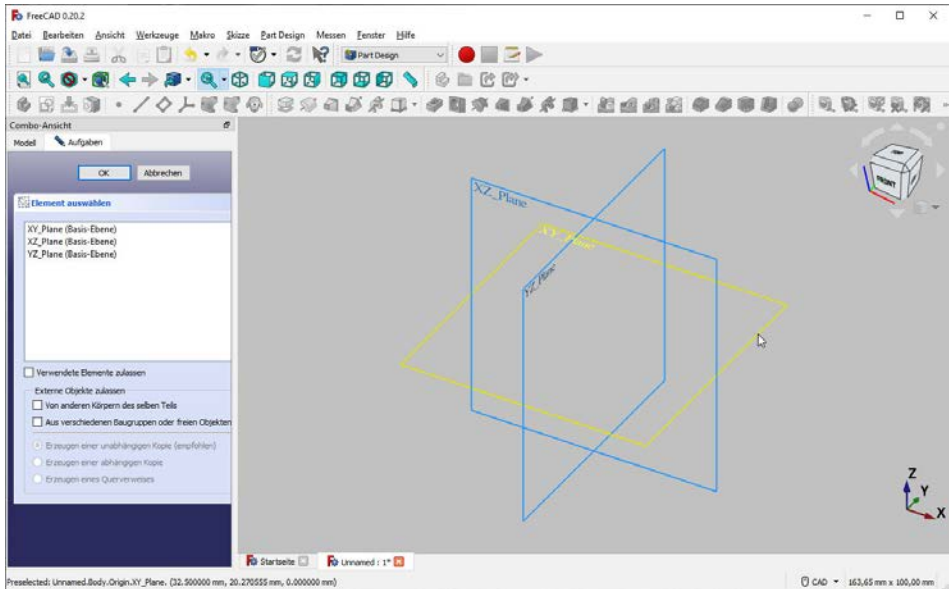 FreeCAD 0.20.2
Datei Bearbeiten Ansicht Werkzeuge Makro Skizze Part Design Messen Fenster Hilfe
Part Design
Combo-Ansicht
Modell Aufgaben
OK Abbrechen
Element auswählen
XY_Plane (Basis-Ebene)
XZ_Plane (Basis-Ebene)
YZ_Plane (Basis-Ebene)
Verwendete Elemente zulassen
Externe Objekte zulassen
Von anderen Körpern des selben Teils
Aus verschiedenen Baugruppen oder freien Objekten
Erzeugen einer unabhängigen Kopie (empfohlen)
Erzeugen einer abhängigen Kopie
Erzeugen eines Querverweises
XZ_Plane
XY_Plane
YZ_Plane
TOP
FRONT
Z
Y
X
Startseite Unnamed : 1*
Preselected: Unnamed.Body.Origin.XY_Plane. (32.500000 mm, 20.270555 mm, 0.000000 mm) CAD 163,65 mm x 100,00 mm